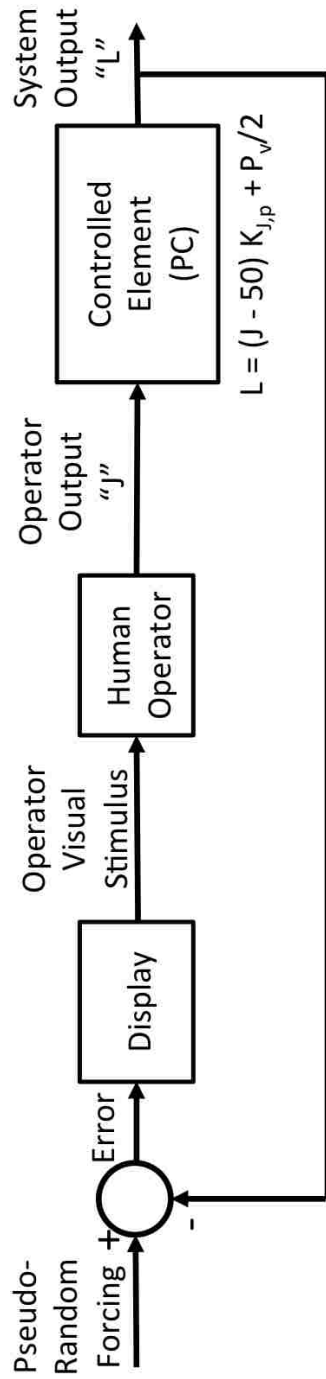 Pseudo-
Random
Forcing
+
-
Error
Display
Operator
Visual
Stimulus
Human
Operator
Operator
Output
“J”
Controlled
Element
(PC)
L = (J - 50) K_{J,p} + P_v/2
System
Output
“L”